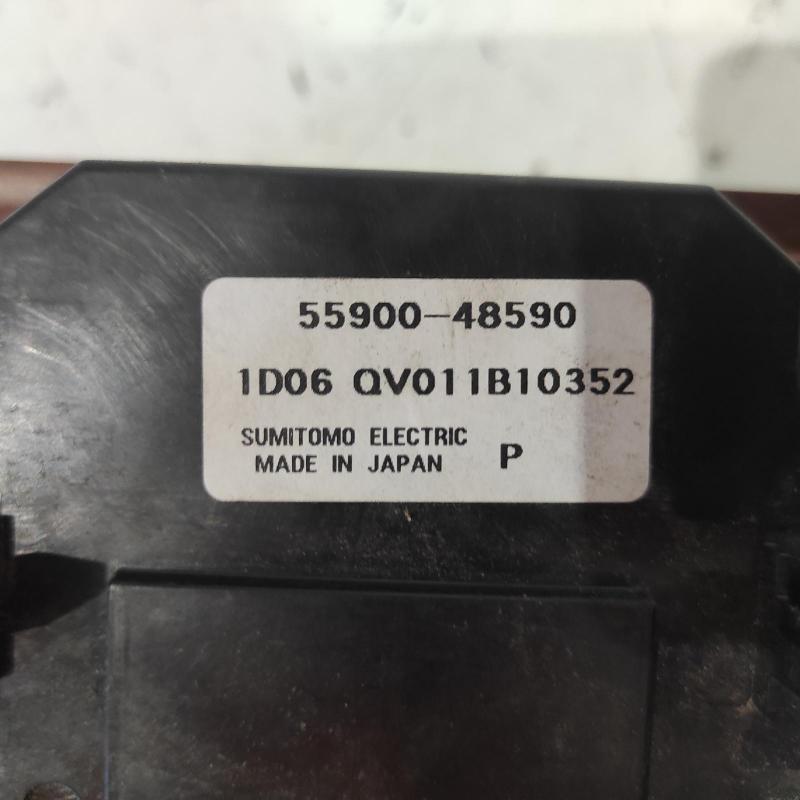 55900-48590
1D06 QV011B10352
SUMITOMO ELECTRIC
MADE IN JAPAN P